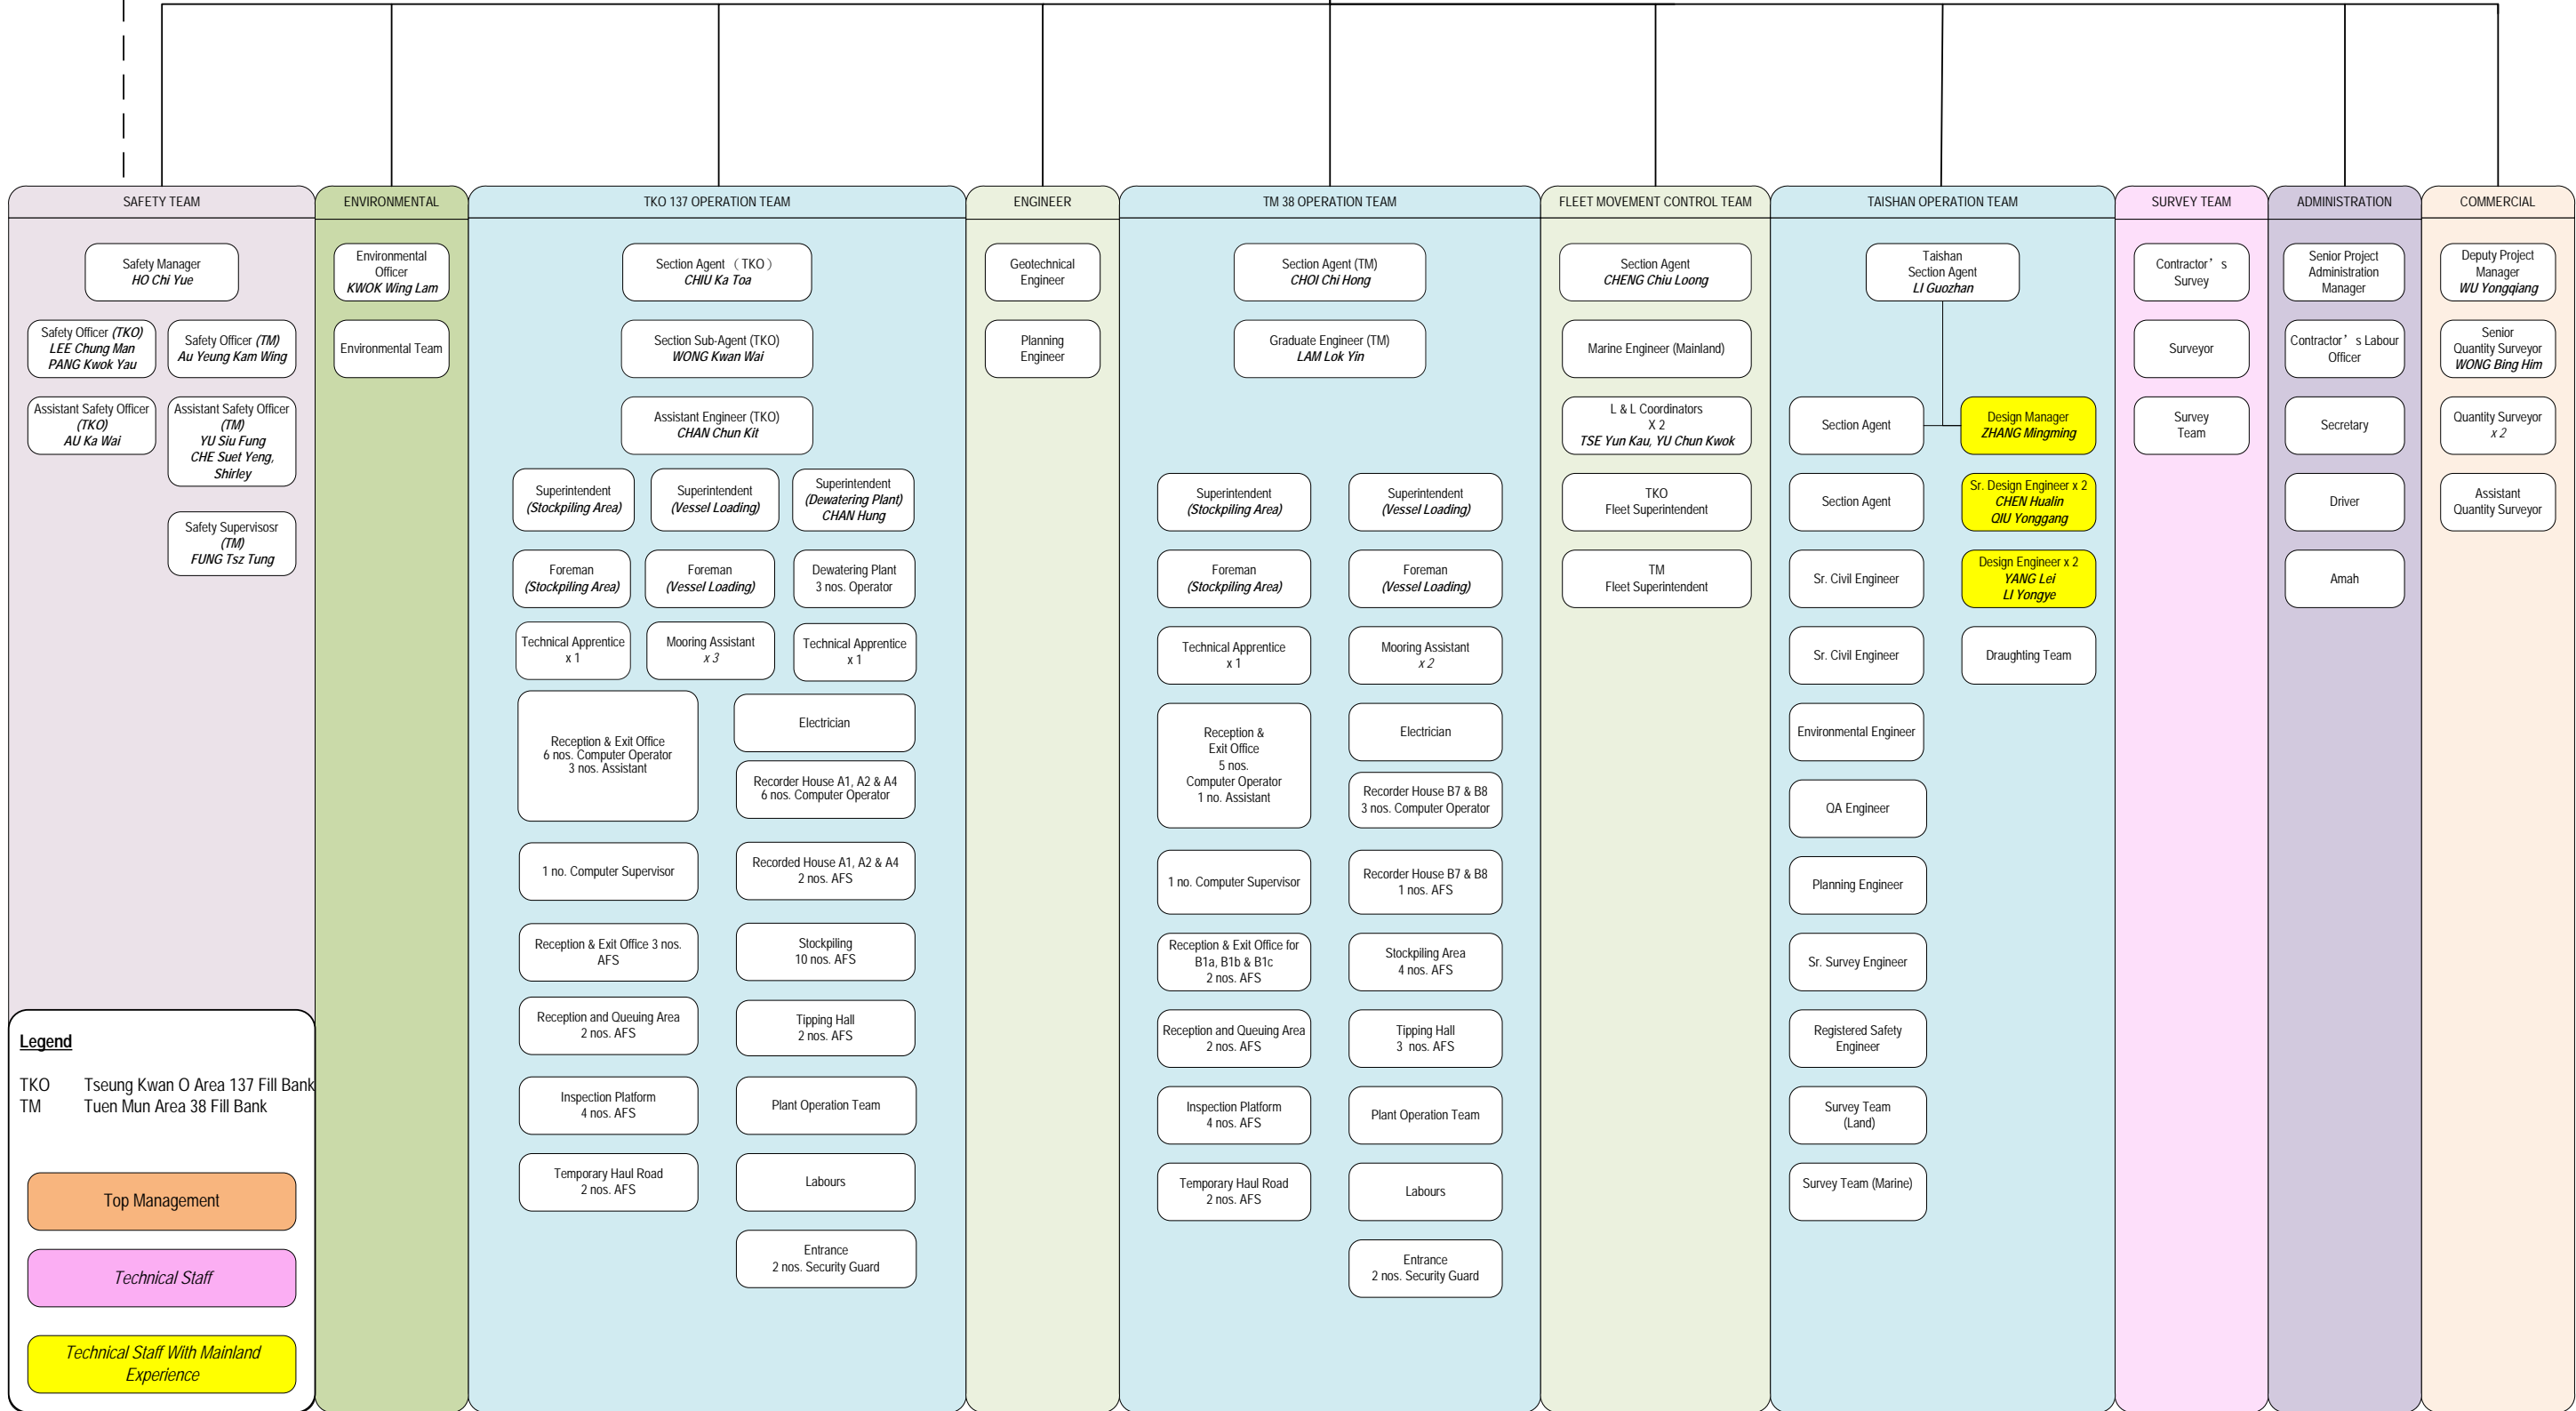 SAFETY TEAM
Safety Manager
HO Chi Yue
Safety Officer (TKO)
LEE Chung Man
PANG Kwok Yau
Safety Officer (TM)
Au Yeung Kam Wing
Assistant Safety Officer
(TKO)
AU Ka Wai
Assistant Safety Officer
(TM)
YU Siu Fung
CHE Suet Yeng,
Shirley
Safety Supervisosr
(TM)
FUNG Tsz Tung
Legend
TKO Tseung Kwan O Area 137 Fill Bank
TM Tuen Mun Area 38 Fill Bank
Top Management
Technical Staff
Technical Staff With Mainland
Experience
ENVIRONMENTAL
Environmental
Officer
KWOK Wing Lam
Environmental Team
TKO 137 OPERATION TEAM
Section Agent （TKO）
CHIU Ka Toa
Section Sub-Agent (TKO)
WONG Kwan Wai
Assistant Engineer (TKO)
CHAN Chun Kit
Superintendent
(Stockpiling Area)
Superintendent
(Vessel Loading)
Superintendent
(Dewatering Plant)
CHAN Hung
Foreman
(Stockpiling Area)
Foreman
(Vessel Loading)
Dewatering Plant
3 nos. Operator
Technical Apprentice
x 1
Mooring Assistant
x 3
Technical Apprentice
x 1
Reception & Exit Office
6 nos. Computer Operator
3 nos. Assistant
Electrician
Recorder House A1, A2 & A4
6 nos. Computer Operator
1 no. Computer Supervisor
Recorded House A1, A2 & A4
2 nos. AFS
Reception & Exit Office 3 nos.
AFS
Stockpiling
10 nos. AFS
Reception and Queuing Area
2 nos. AFS
Tipping Hall
2 nos. AFS
Inspection Platform
4 nos. AFS
Plant Operation Team
Temporary Haul Road
2 nos. AFS
Labours
Entrance
2 nos. Security Guard
ENGINEER
Geotechnical
Engineer
Planning
Engineer
TM 38 OPERATION TEAM
Section Agent (TM)
CHOI Chi Hong
Graduate Engineer (TM)
LAM Lok Yin
Superintendent
(Stockpiling Area)
Superintendent
(Vessel Loading)
Foreman
(Stockpiling Area)
Foreman
(Vessel Loading)
Technical Apprentice
x 1
Mooring Assistant
x 2
Reception &
Exit Office
5 nos.
Computer Operator
1 no. Assistant
Electrician
Recorder House B7 & B8
3 nos. Computer Operator
1 no. Computer Supervisor
Recorder House B7 & B8
1 nos. AFS
Reception & Exit Office for
B1a, B1b & B1c
2 nos. AFS
Stockpiling Area
4 nos. AFS
Reception and Queuing Area
2 nos. AFS
Tipping Hall
3 nos. AFS
Inspection Platform
4 nos. AFS
Plant Operation Team
Temporary Haul Road
2 nos. AFS
Labours
Entrance
2 nos. Security Guard
FLEET MOVEMENT CONTROL TEAM
Section Agent
CHENG Chiu Loong
Marine Engineer (Mainland)
L & L Coordinators
X 2
TSE Yun Kau, YU Chun Kwok
TKO
Fleet Superintendent
TM
Fleet Superintendent
TAISHAN OPERATION TEAM
Taishan
Section Agent
LI Guozhan
Section Agent
Design Manager
ZHANG Mingming
Section Agent
Sr. Design Engineer x 2
CHEN Hualin
QIU Yonggang
Sr. Civil Engineer
Design Engineer x 2
YANG Lei
LI Yongye
Sr. Civil Engineer
Draughting Team
Environmental Engineer
QA Engineer
Planning Engineer
Sr. Survey Engineer
Registered Safety
Engineer
Survey Team
(Land)
Survey Team (Marine)
SURVEY TEAM
Contractor’s
Survey
Surveyor
Survey
Team
ADMINISTRATION
Senior Project
Administration
Manager
Contractor’s Labour
Officer
Secretary
Driver
Amah
COMMERCIAL
Deputy Project
Manager
WU Yongqiang
Senior
Quantity Surveyor
WONG Bing Him
Quantity Surveyor
x 2
Assistant
Quantity Surveyor